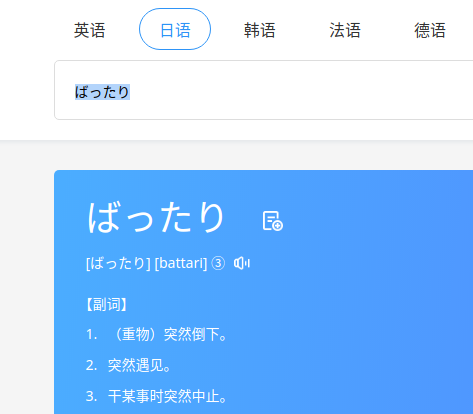 英语 日语 韩语 法语 德语
ばったり
ばったり
[ばったり] [battari] ③
【副词】
1. （重物）突然倒下。
2. 突然遇见。
3. 干某事时突然中止。